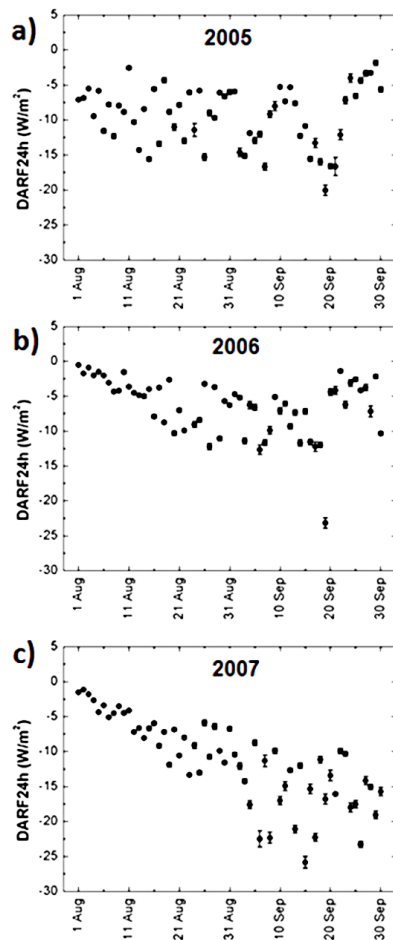 a)
2005
DARF24h (W/m²)
5
0
-5
-10
-15
-20
-25
-30
1 Aug
11 Aug
21 Aug
31 Aug
10 Sep
20 Sep
30 Sep
b)
2006
DARF24h (W/m²)
5
0
-5
-10
-15
-20
-25
-30
1 Aug
11 Aug
21 Aug
31 Aug
10 Sep
20 Sep
30 Sep
c)
2007
DARF24h (W/m²)
5
0
-5
-10
-15
-20
-25
-30
1 Aug
11 Aug
21 Aug
31 Aug
10 Sep
20 Sep
30 Sep